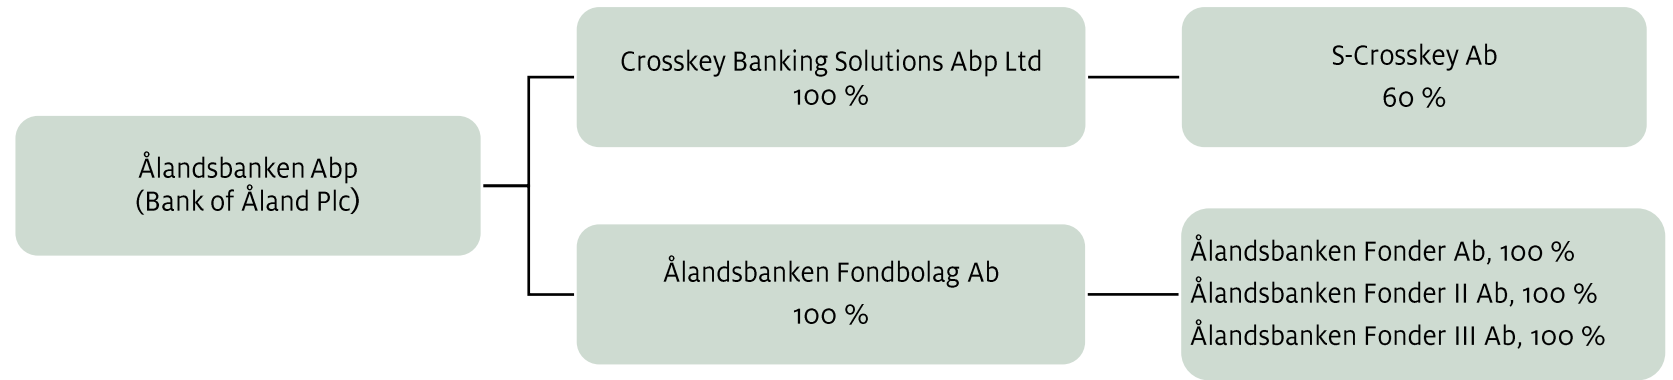 Ålandsbanken Abp
(Bank of Åland Plc)
Crosskey Banking Solutions Abp Ltd
100 %
S-Crosskey Ab
60 %
Ålandsbanken Fondbolag Ab
100 %
Ålandsbanken Fonder Ab, 100 %
Ålandsbanken Fonder II Ab, 100 %
Ålandsbanken Fonder III Ab, 100 %